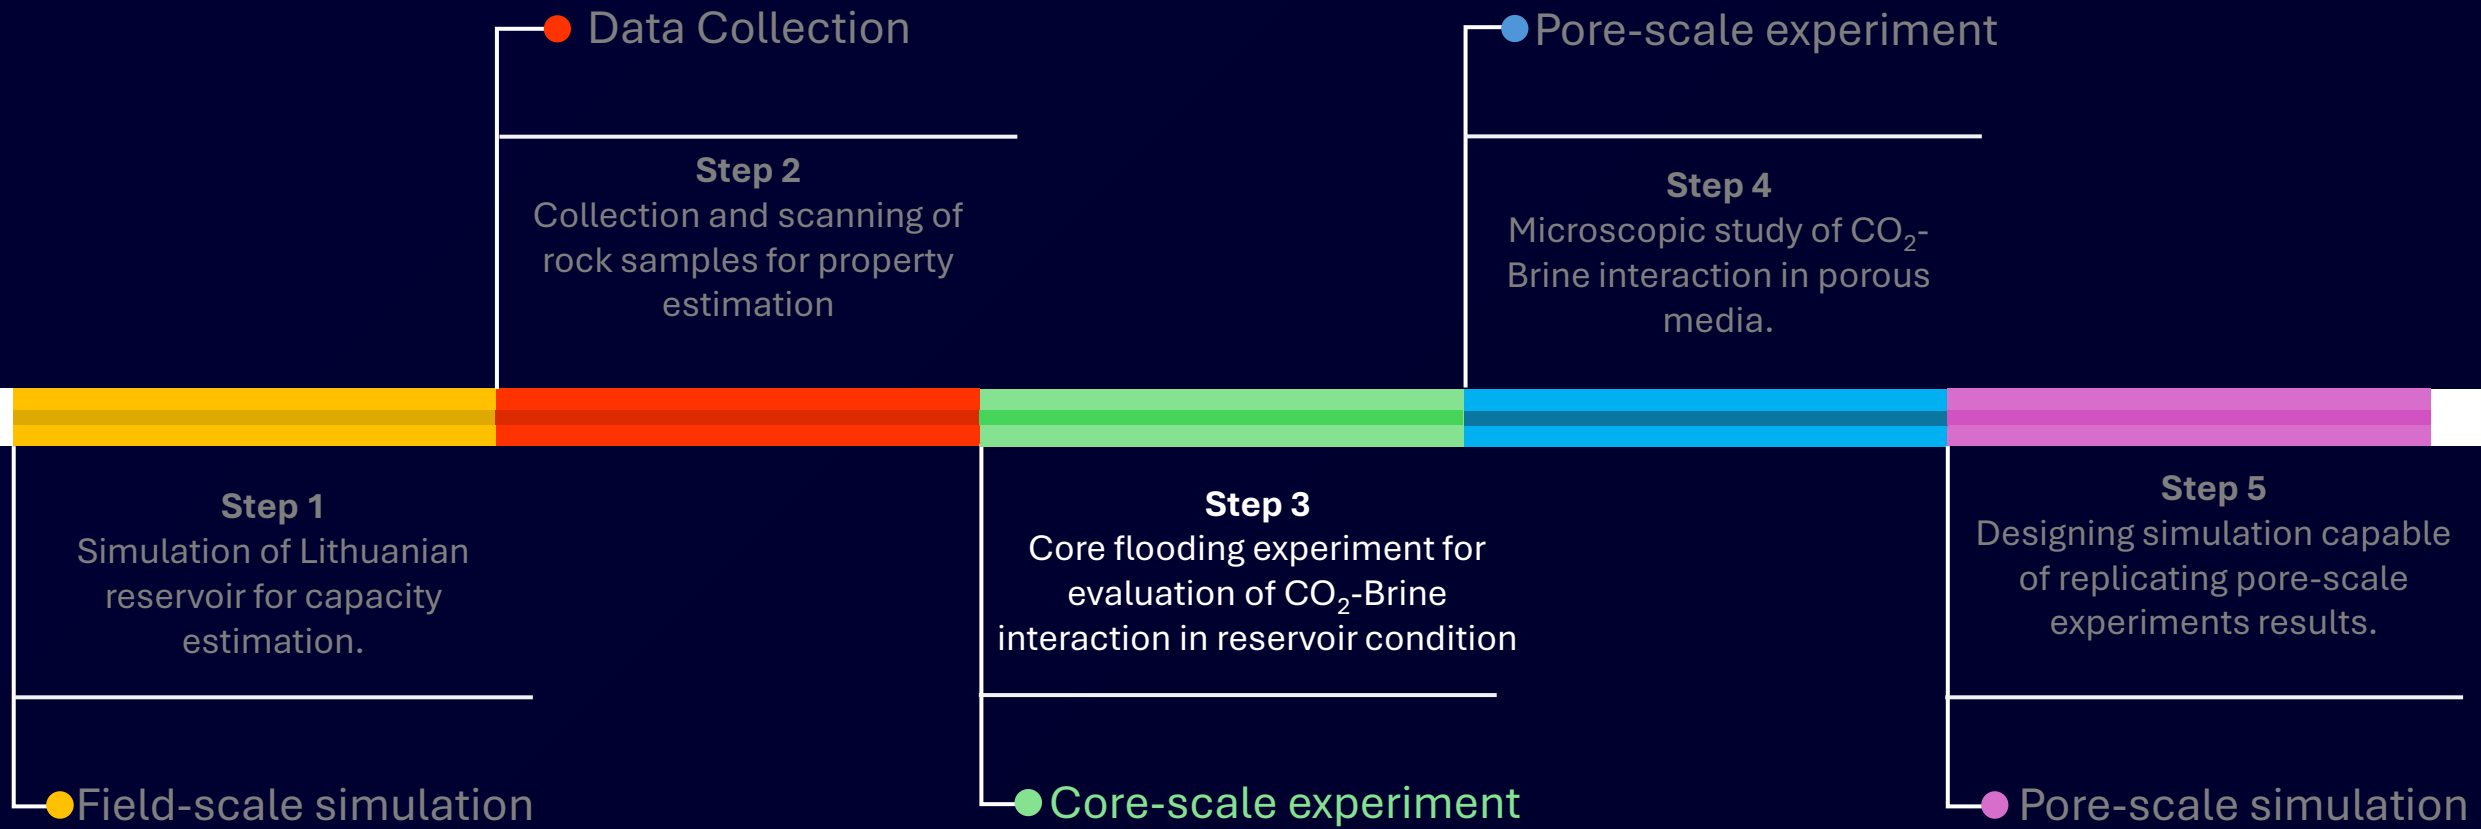 Data Collection
Step 2
Collection and scanning of
rock samples for property
estimation
Pore-scale experiment
Step 4
Microscopic study of CO₂-
Brine interaction in porous
media.
Step 1
Simulation of Lithuanian
reservoir for capacity
estimation.
Field-scale simulation
Step 3
Core flooding experiment for
evaluation of CO₂-Brine
interaction in reservoir condition
Core-scale experiment
Step 5
Designing simulation capable
of replicating pore-scale
experiments results.
Pore-scale simulation